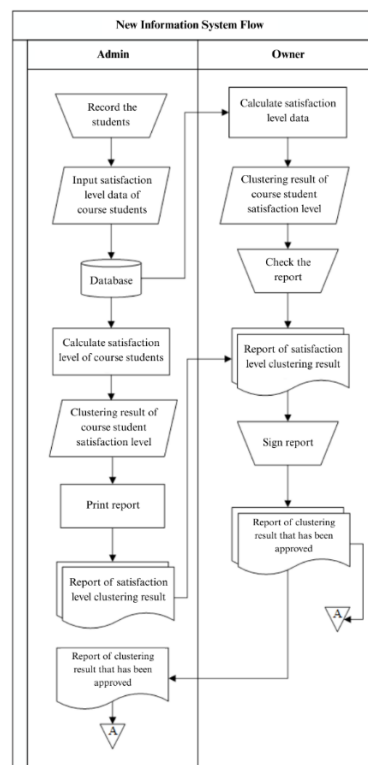 New Information System Flow
Admin
Owner
Record the
students
Input satisfaction
level data of
course students
Database
Calculate satisfaction
level of course students
Clustering result of
course student
satisfaction level
Print report
Report of satisfaction
level clustering result
Report of clustering
result that has been
approved
A
Calculate satisfaction
level data
Clustering result of
course student
satisfaction level
Check the
report
Report of satisfaction
level clustering result
Sign report
Report of clustering
result that has been
approved
A